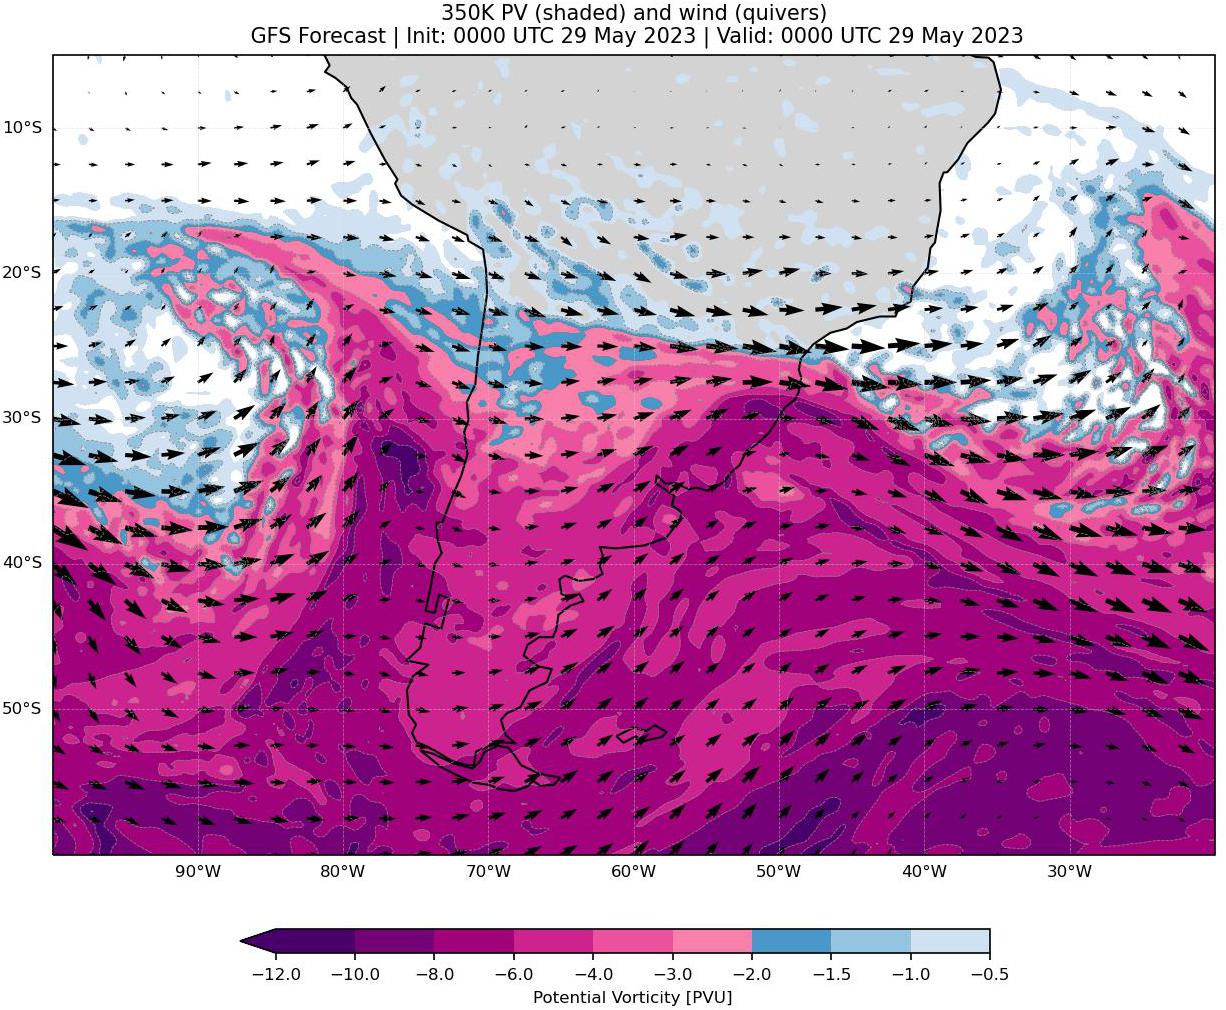 350K PV (shaded) and wind (quivers)
GFS Forecast | Init: 0000 UTC 29 May 2023 | Valid: 0000 UTC 29 May 2023
10°S
20°S
30°S
40°S
50°S
90°W 80°W 70°W 60°W 50°W 40°W 30°W
−12.0 −10.0 −8.0 −6.0 −4.0 −3.0 −2.0 −1.5 −1.0 −0.5
Potential Vorticity [PVU]